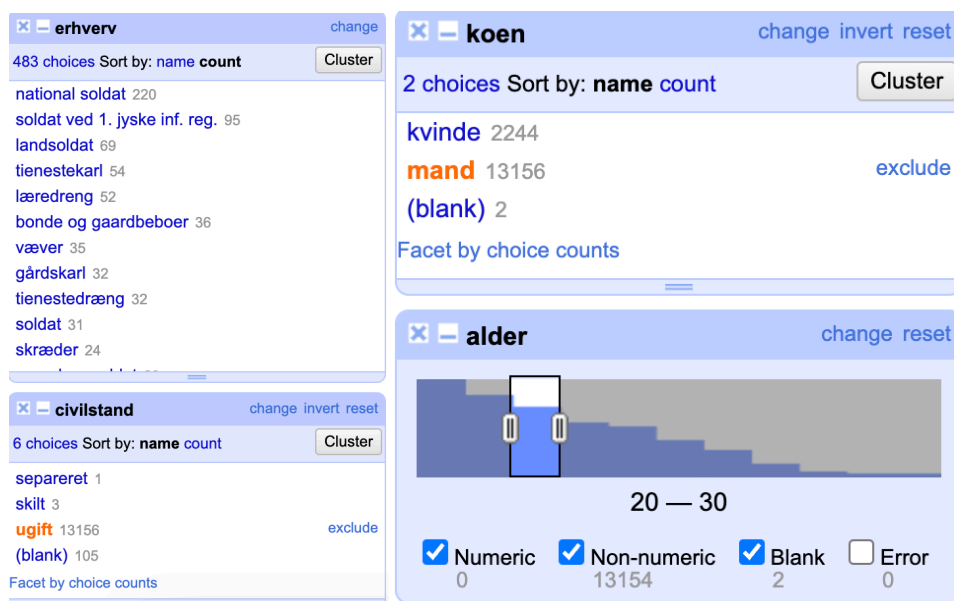 erhverv change
483 choices Sort by: name count Cluster
national soldat 220
soldat ved 1. jyske inf. reg. 95
landsoldat 69
tienestekarl 54
læredreng 52
bonde og gaardbeboer 36
væver 35
gårdskarl 32
tienestedræng 32
soldat 31
skræder 24
civilstand change invert reset
6 choices Sort by: name count Cluster
separeret 1
skilt 3
ugift 13156 exclude
(blank) 105
Facet by choice counts
koen change invert reset
2 choices Sort by: name count Cluster
kvinde 2244
mand 13156 exclude
(blank) 2
Facet by choice counts
alder change reset
20 — 30
Numeric Non-numeric Blank Error
0 13154 2 0